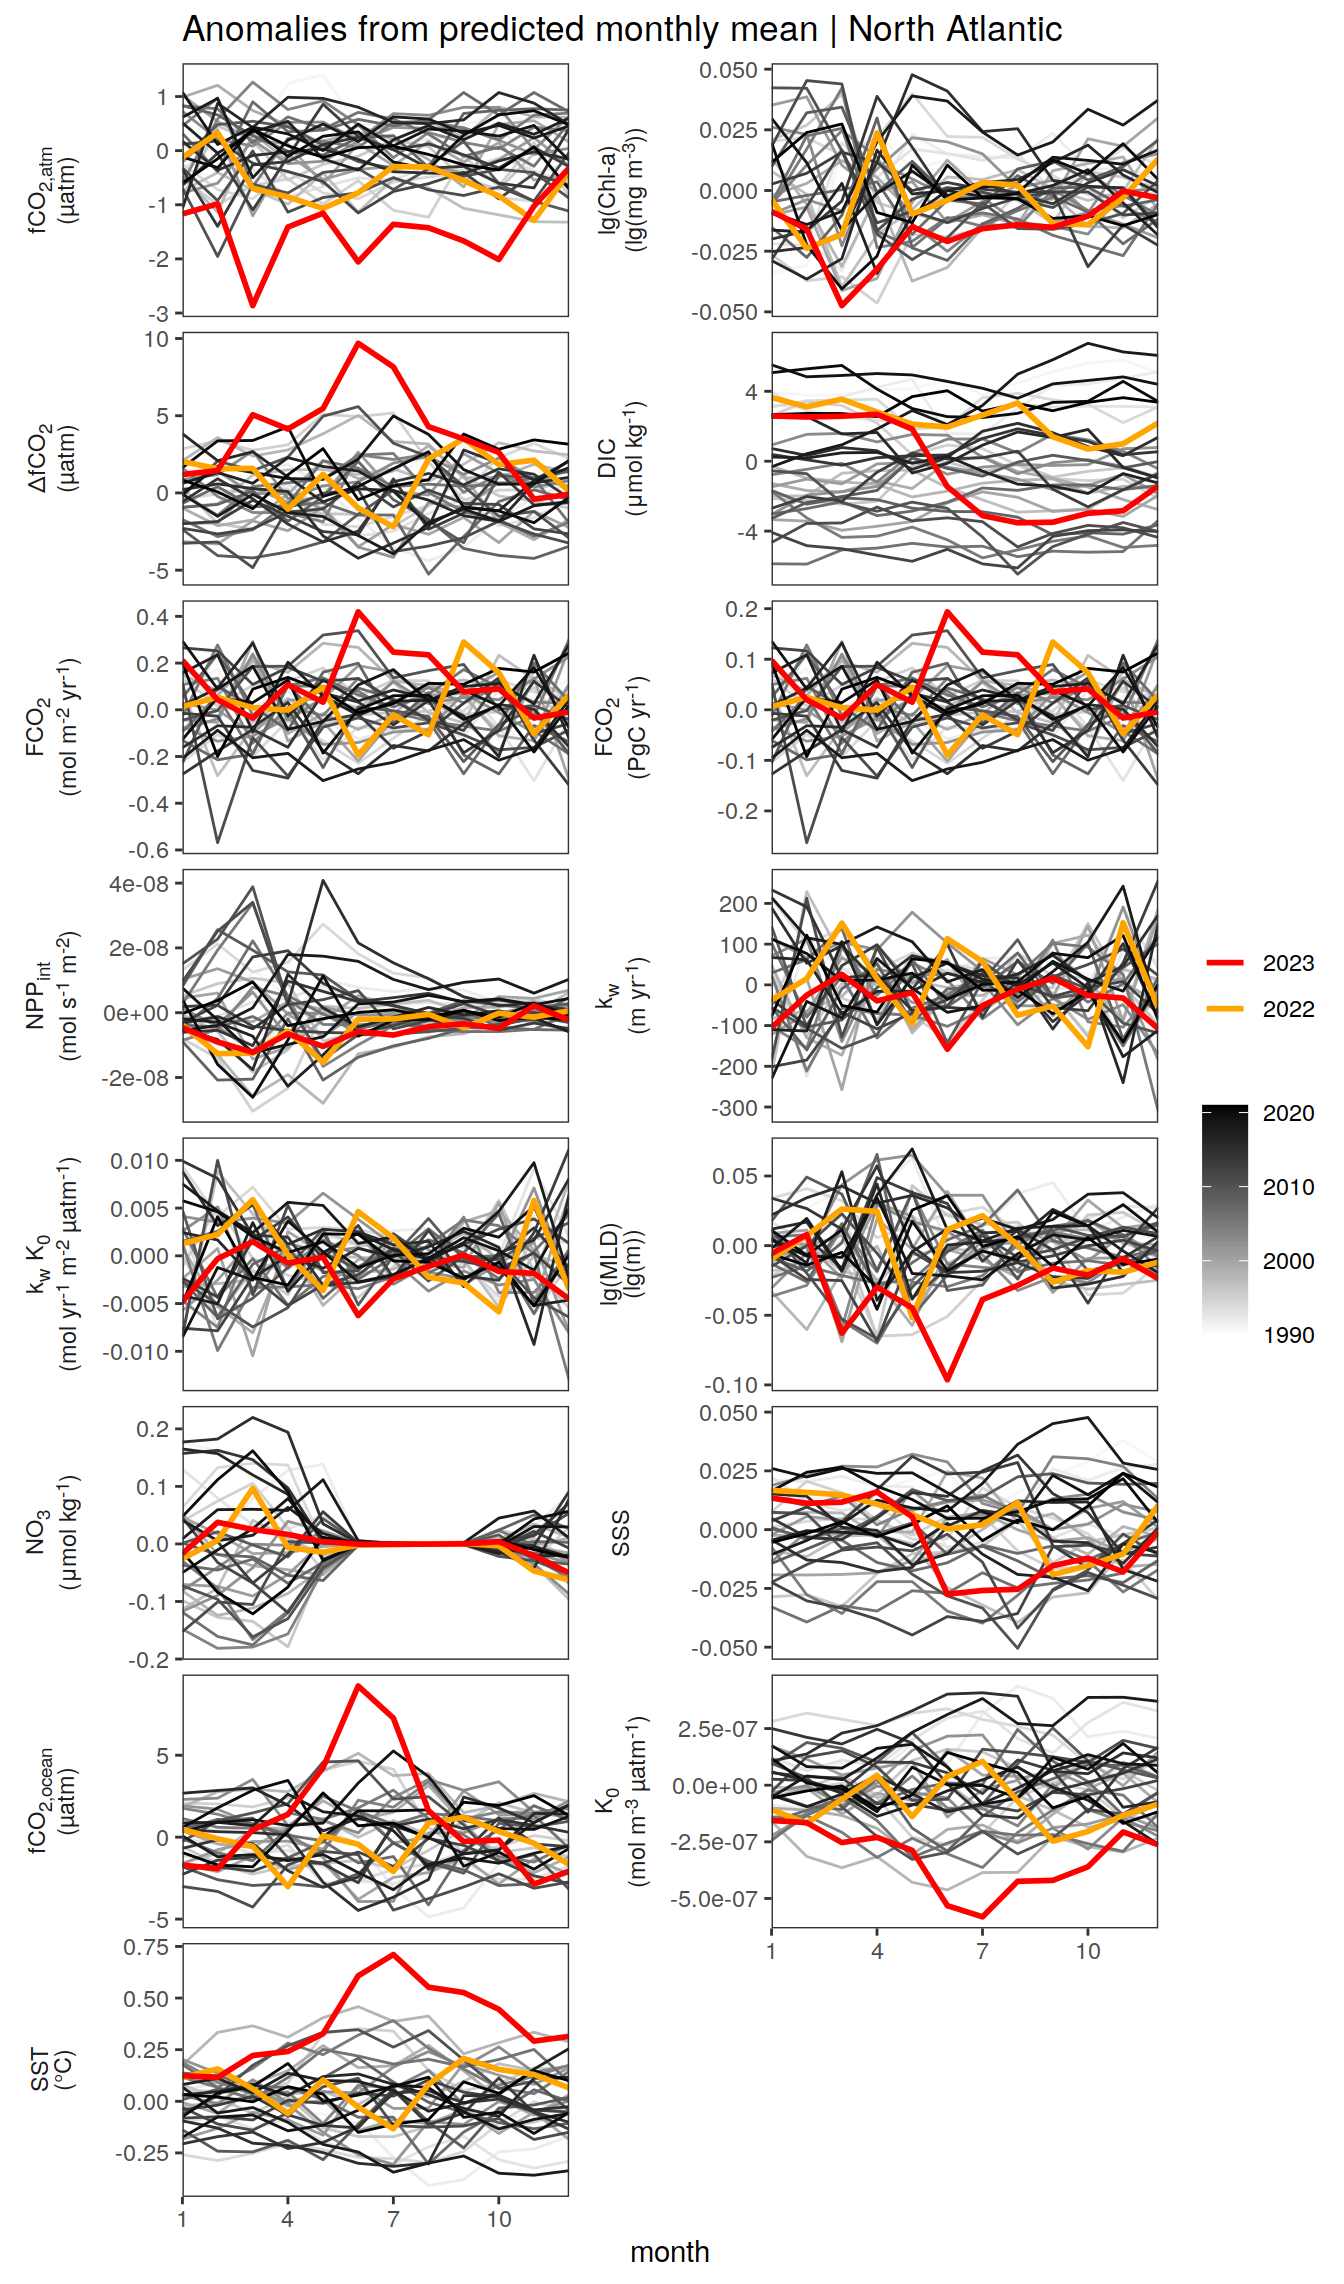 Anomalies from predicted monthly mean | North Atlantic
fCO2,atm
(µatm)
1
0
-1
-2
-3
lg(Chl-a)
(lg(mg m-3))
0.050
0.025
0.000
-0.025
-0.050
ΔfCO2
(µatm)
10
5
0
-5
DIC
(µmol kg-1)
4
0
-4
FCO2
(mol m-2 yr-1)
0.4
0.2
0.0
-0.2
-0.4
-0.6
FCO2
(PgC yr-1)
0.2
0.1
0.0
-0.1
-0.2
NPPint
(mol s-1 m-2)
4e-08
2e-08
0e+00
-2e-08
kw
(m yr-1)
200
100
0
-100
-200
-300
2023
2022
2020
2010
2000
1990
kw K0
(mol yr-1 m-2 µatm-1)
0.010
0.005
0.000
-0.005
-0.010
lg(MLD)
(lg(m))
0.05
0.00
-0.05
-0.10
NO3
(µmol kg-1)
0.2
0.1
0.0
-0.1
-0.2
SSS
0.050
0.025
0.000
-0.025
-0.050
fCO2,ocean
(µatm)
5
0
-5
K0
(mol m-3 µatm-1)
2.5e-07
0.0e+00
-2.5e-07
-5.0e-07
1 4 7 10
SST
(°C)
0.75
0.50
0.25
0.00
-0.25
1 4 7 10
month